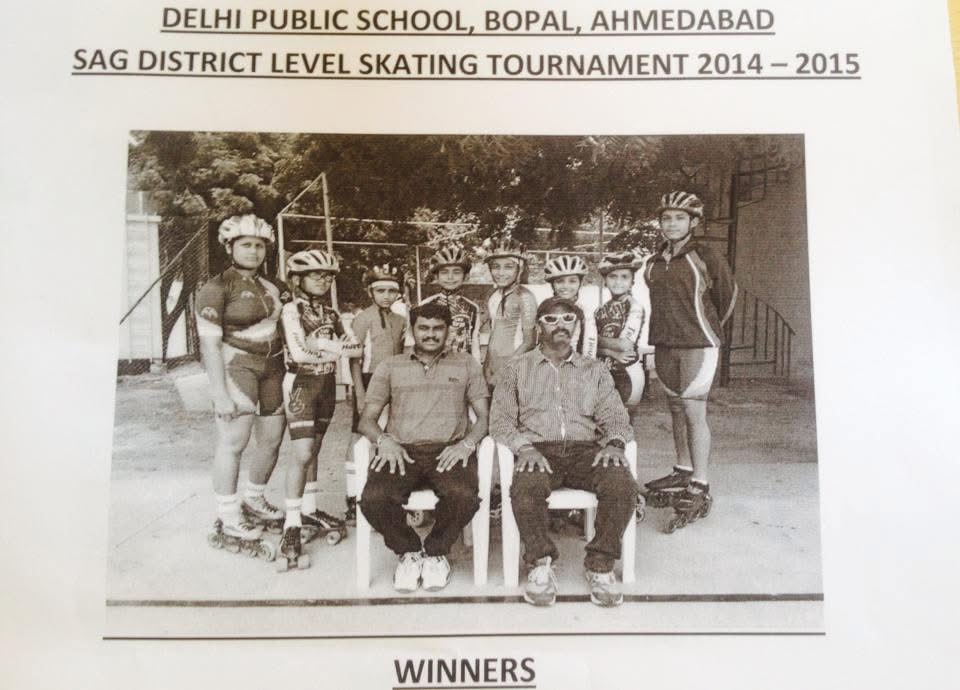 DELHI PUBLIC SCHOOL, BOPAL, AHMEDABAD
SAG DISTRICT LEVEL SKATING TOURNAMENT 2014 – 2015
WINNERS